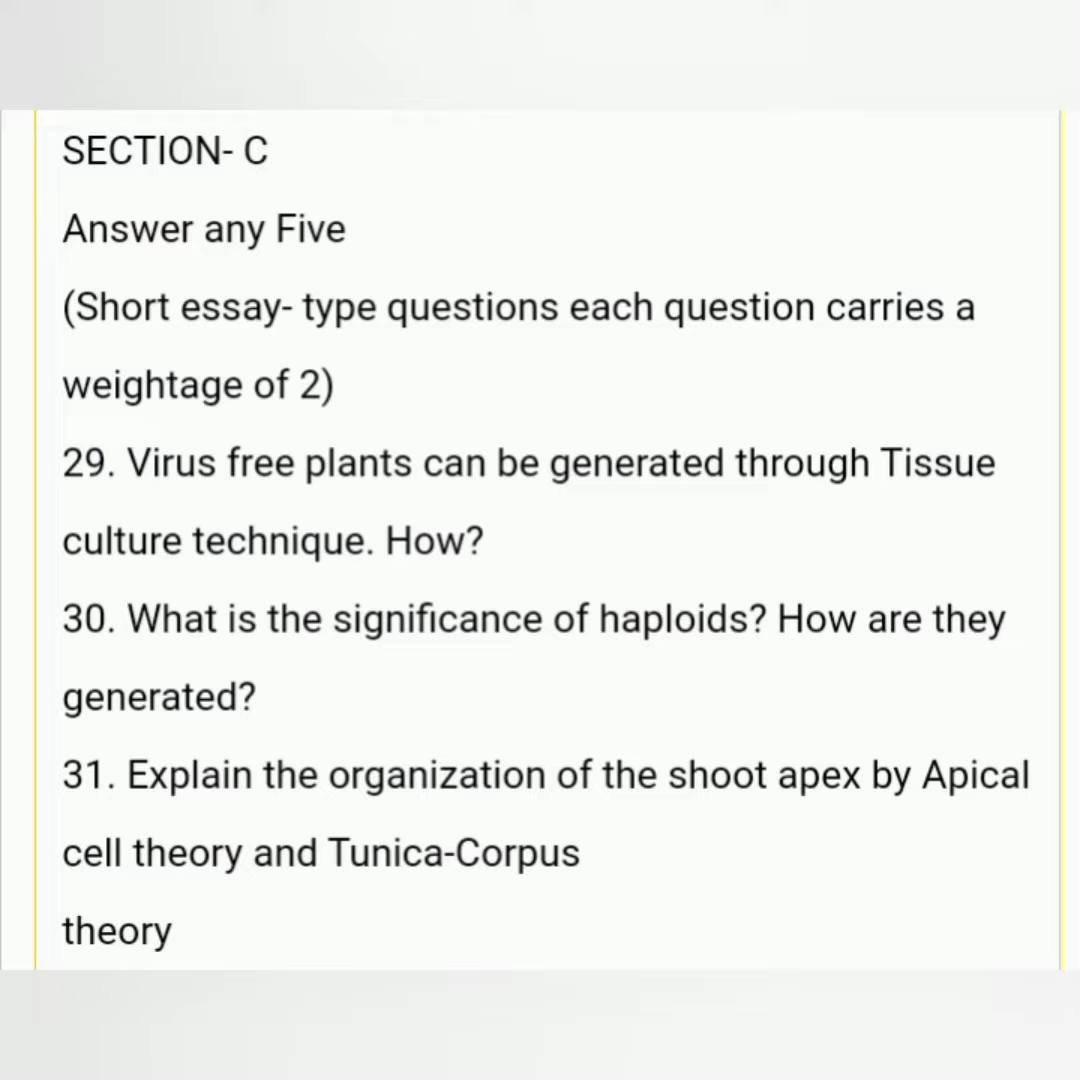 SECTION- C
Answer any Five
(Short essay- type questions each question carries a
weightage of 2)
29. Virus free plants can be generated through Tissue
culture technique. How?
30. What is the significance of haploids? How are they
generated?
31. Explain the organization of the shoot apex by Apical
cell theory and Tunica-Corpus
theory